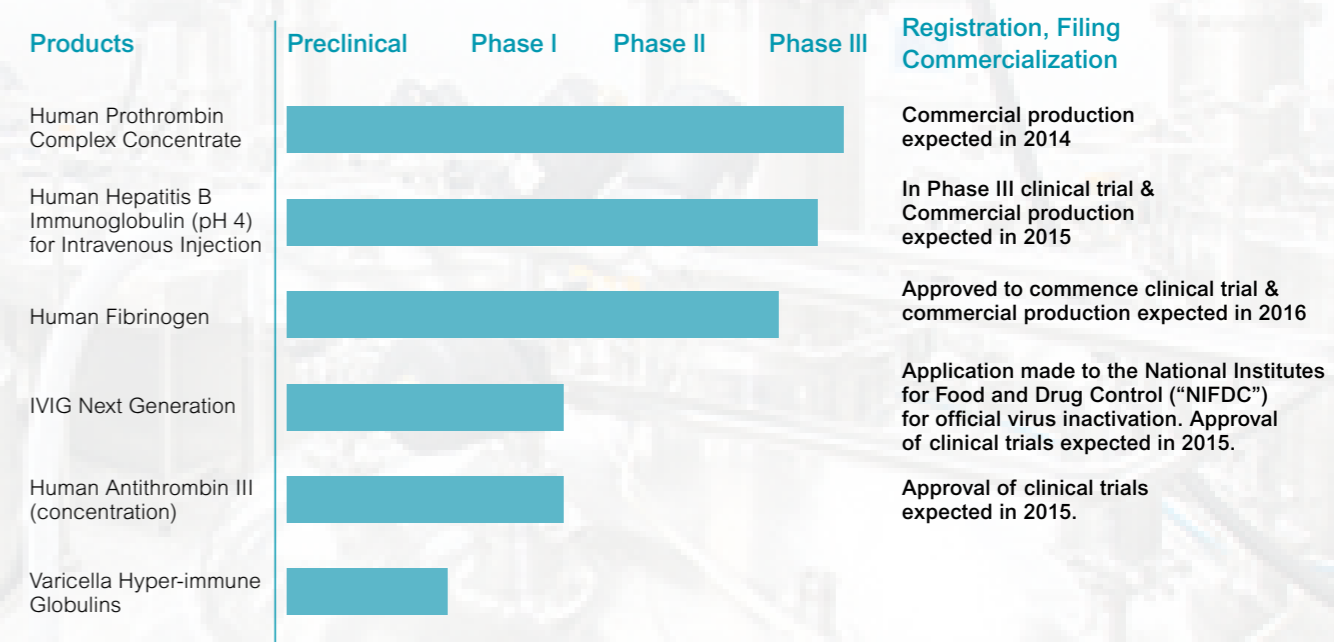 Products
Preclinical
Phase I
Phase II
Phase III
Registration, Filing
Commercialization
Human Prothrombin
Complex Concentrate
Commercial production
expected in 2014
Human Hepatitis B
Immunoglobulin (pH 4)
for Intravenous Injection
In Phase III clinical trial &
Commercial production
expected in 2015
Human Fibrinogen
Approved to commence clinical trial &
commercial production expected in 2016
IVIG Next Generation
Application made to the National Institutes
for Food and Drug Control (“NIFDC”)
for official virus inactivation. Approval
of clinical trials expected in 2015.
Human Antithrombin III
(concentration)
Approval of clinical trials
expected in 2015.
Varicella Hyper-immune
Globulins